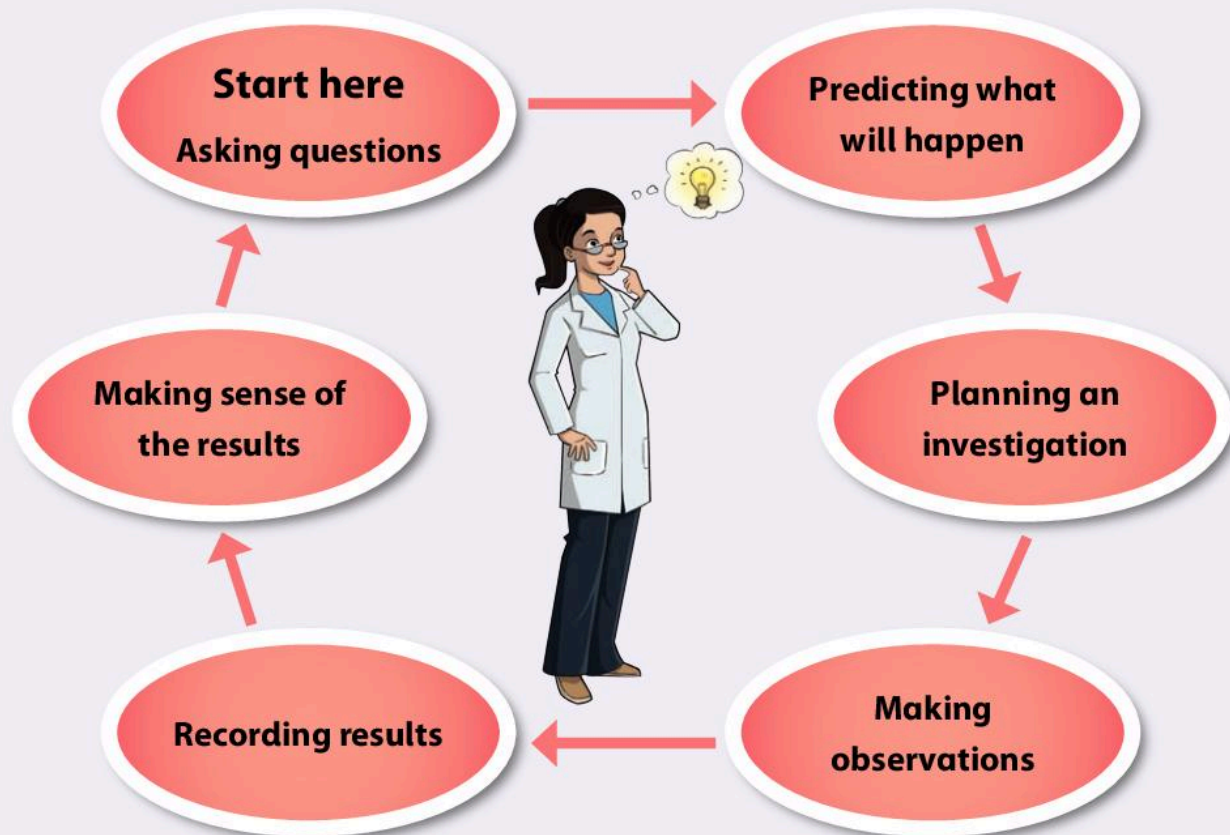 Start here
Asking questions
Predicting what
will happen
Planning an
investigation
Making
observations
Recording results
Making sense of
the results